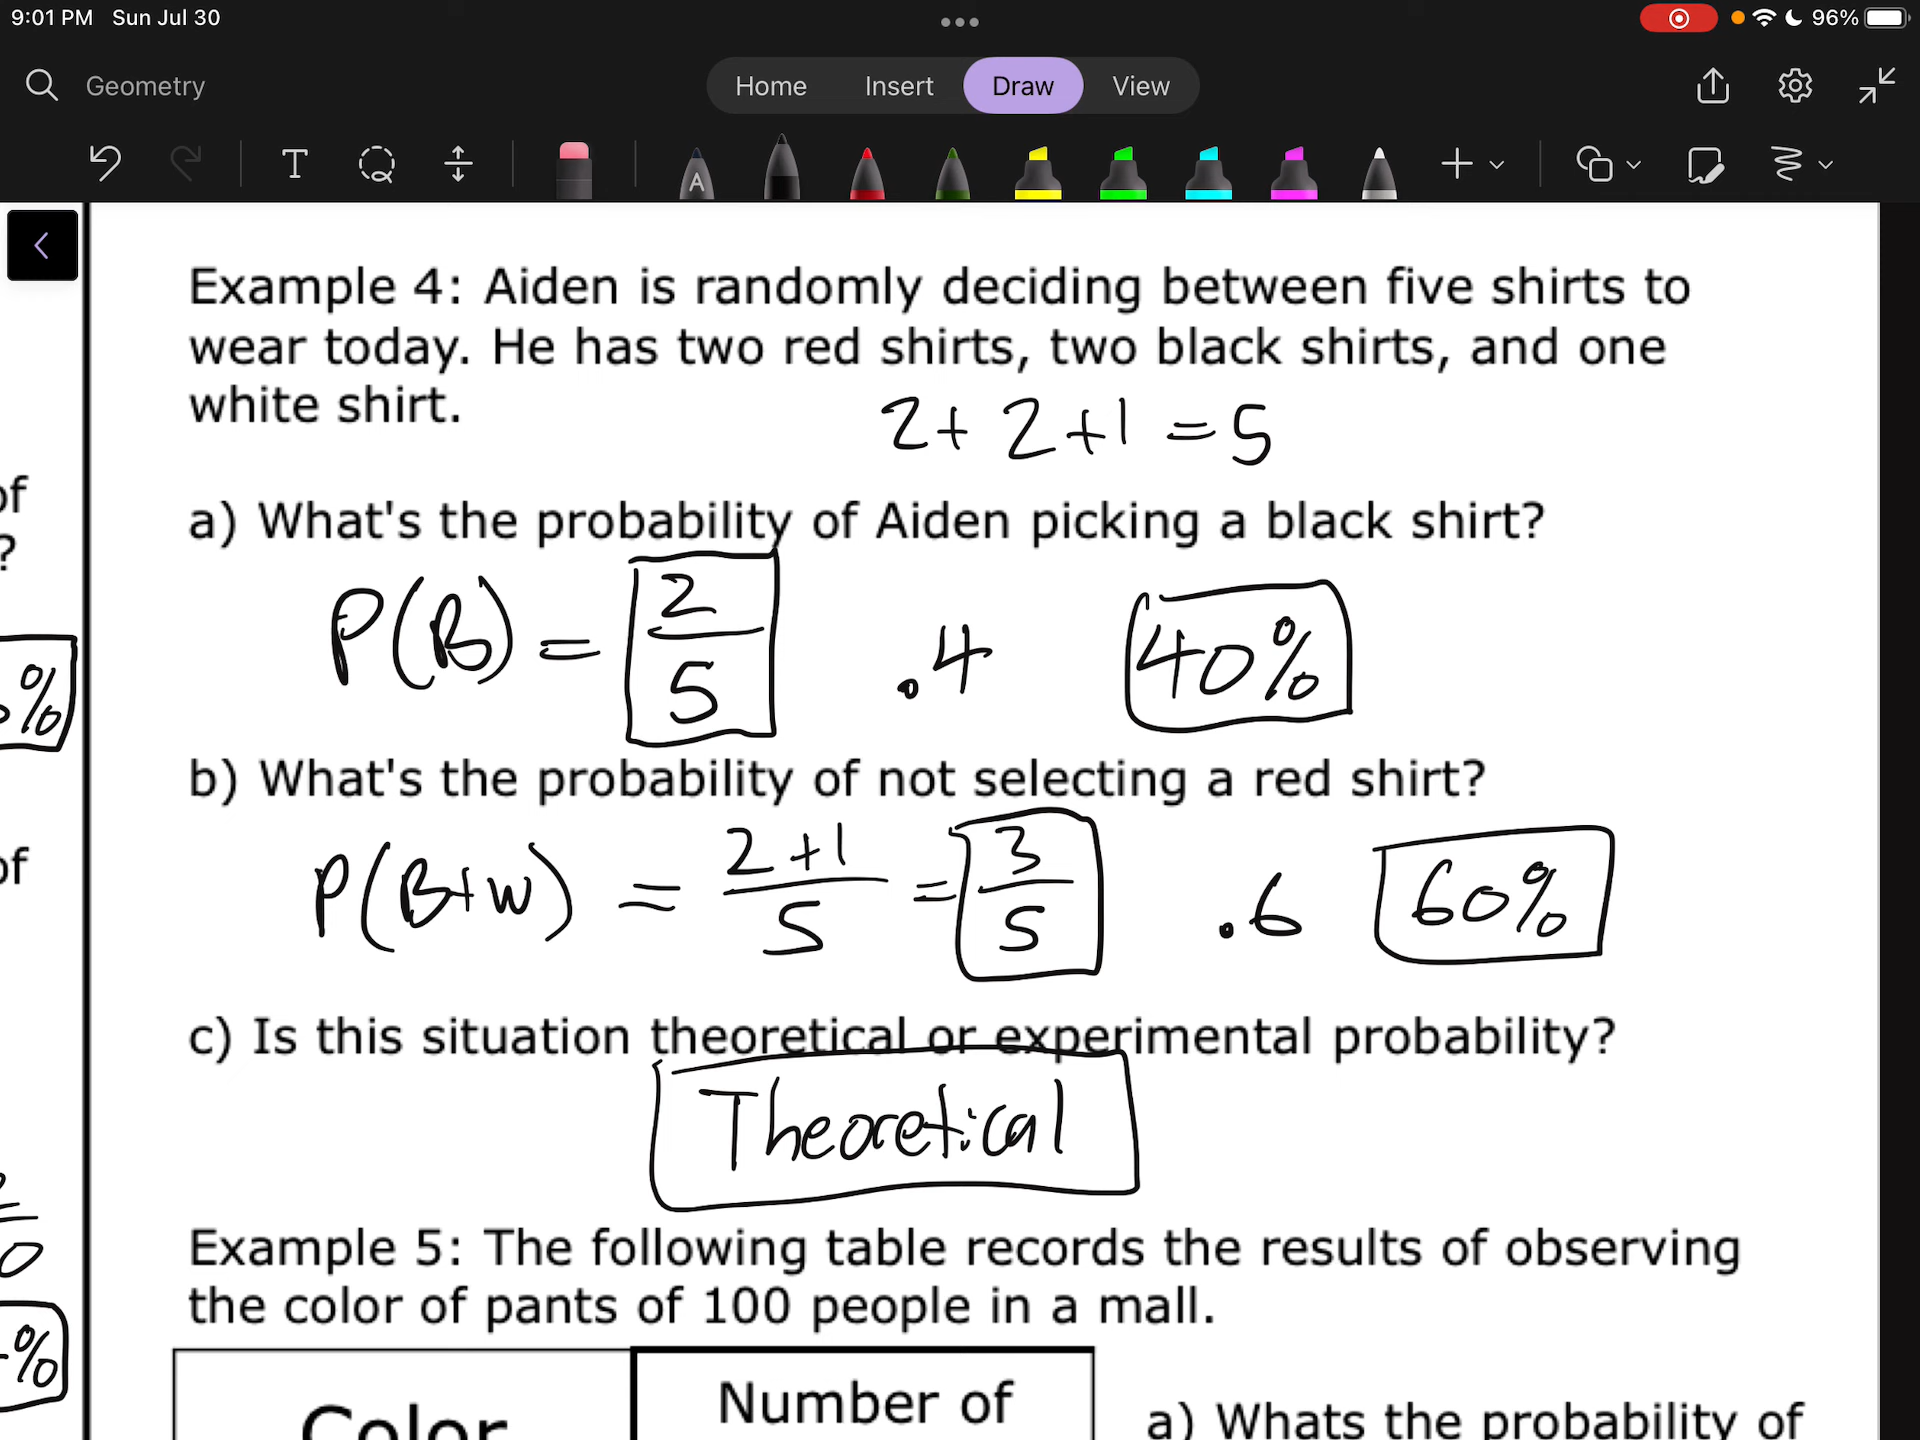 9:01 PM Sun Jul 30
96%
Geometry
Home Insert Draw View
T
A
Example 4: Aiden is randomly deciding between five shirts to
wear today. He has two red shirts, two black shirts, and one
white shirt.
2 + 2 + 1 = 5
a) What's the probability of Aiden picking a black shirt?
P(B) = 2/5 .4 40%
b) What's the probability of not selecting a red shirt?
P(B+W) = 2+1/5 = 3/5 .6 60%
c) Is this situation theoretical or experimental probability?
Theoretical
Example 5: The following table records the results of observing
the color of pants of 100 people in a mall.
Color
Number of
a) Whats the probability of
of
?
%
of
0
%